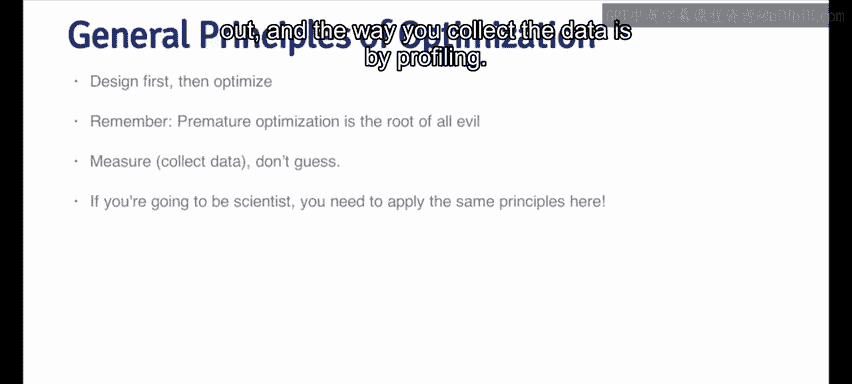 General Principles of Optimization
out, and the way you collect the data is
by profiling.
· Design first, then optimize
· Remember: Premature optimization is the root of all evil
· Measure (collect data), don't guess.
· If you're going to be scientist, you need to apply the same principles here!